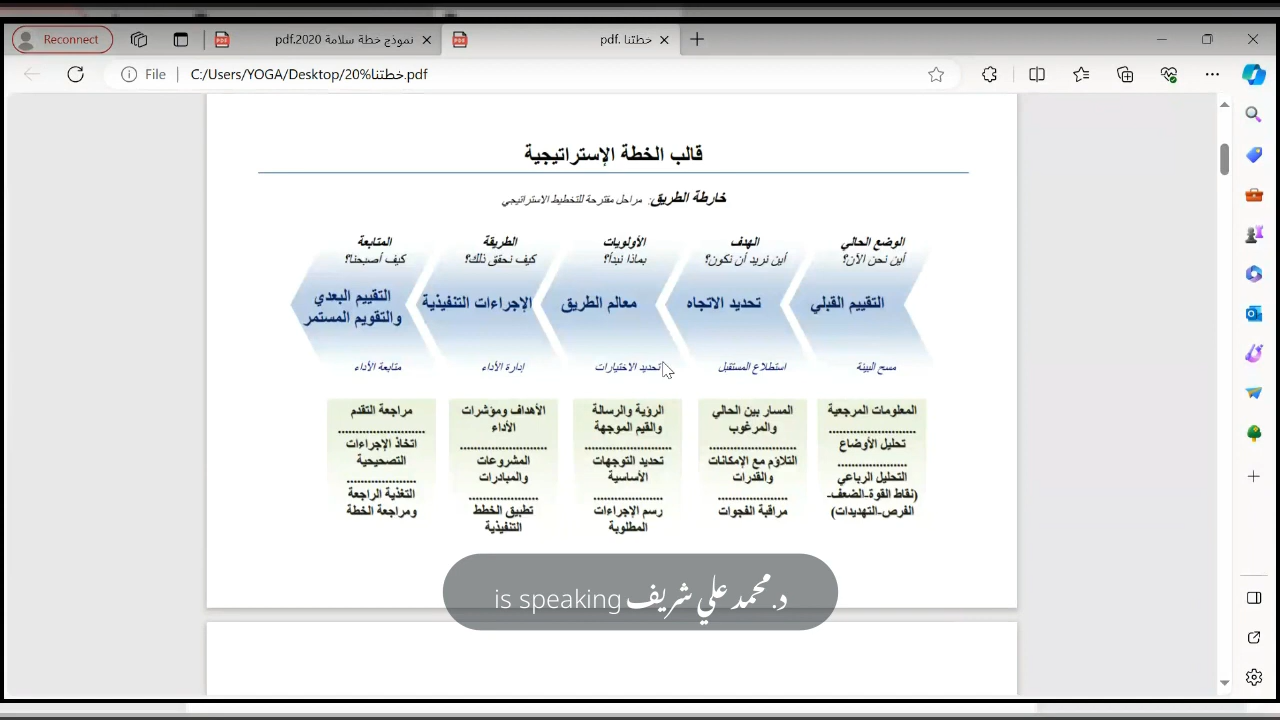 Reconnect
نموذج خطة سلامة 2020.pdf
خطتنا .pdf
File
C:/Users/YOGA/Desktop/20%خطتنا.pdf
قالب الخطة الإستراتيجية
خارطة الطريق: مراحل مقترحة للتخطيط الاستراتيجي
الوضع الحالي
أين نحن الآن؟
التقييم القبلي
مسح البيئة
الهدف
أين نريد أن نكون؟
تحديد الاتجاه
استطلاع المستقبل
الأولويات
بماذا نبدأ؟
معالم الطريق
تحديد الاختيارات
الطريقة
كيف نحقق ذلك؟
الإجراءات التنفيذية
إدارة الأداء
المتابعة
كيف أصبحنا؟
التقييم البعدي
والتقويم المستمر
متابعة الأداء
المعلومات المرجعية
.....................
تحليل الأوضاع
.................
التحليل الرباعي
(نقاط القوة-الضعف-
الفرص-التهديدات)
المسار بين الحالي
والمرغوب
.....................
التلاؤم مع الإمكانات
والقدرات
.................
مراقبة الفجوات
الرؤية والرسالة
والقيم الموجهة
.....................
تحديد التوجهات
الأساسية
.................
رسم الإجراءات
المطلوبة
الأهداف ومؤشرات
الأداء
.....................
المشروعات
والمبادرات
.................
تطبيق الخطط
التنفيذية
مراجعة التقدم
.....................
اتخاذ الإجراءات
التصحيحية
.................
التغذية الراجعة
ومراجعة الخطة
د.محمد علي شريف is speaking